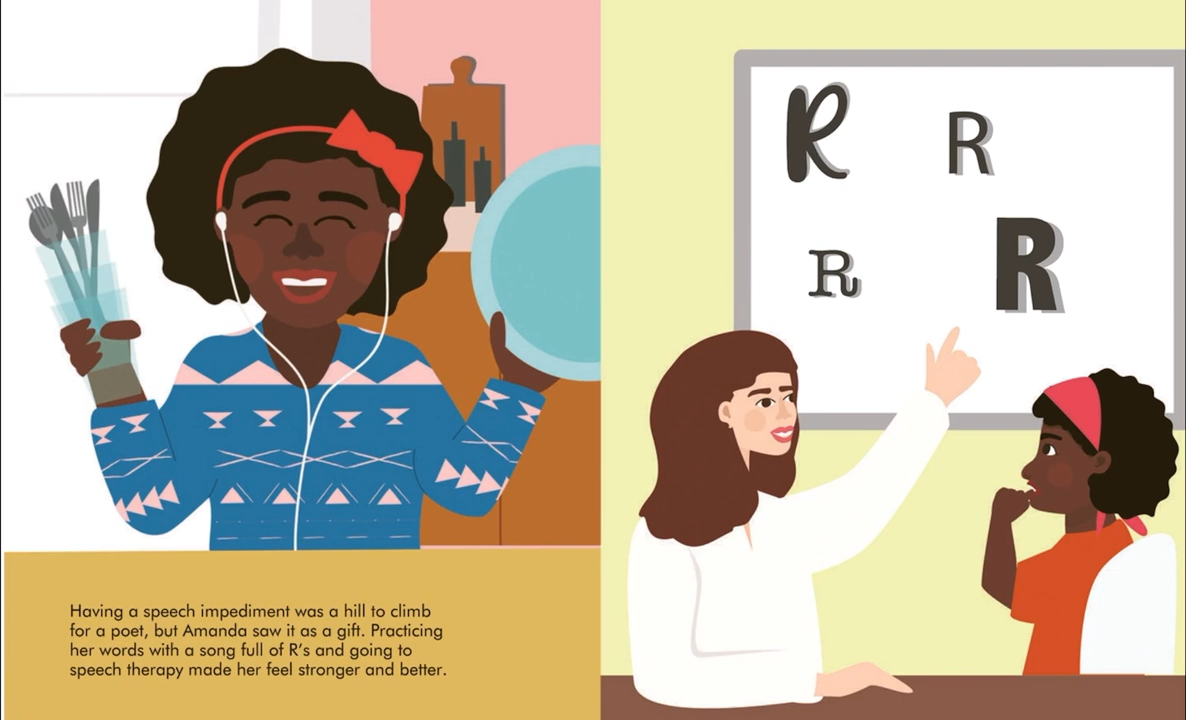 Having a speech impediment was a hill to climb
for a poet, but Amanda saw it as a gift. Practicing
her words with a song full of R’s and going to
speech therapy made her feel stronger and better.
R R
R R